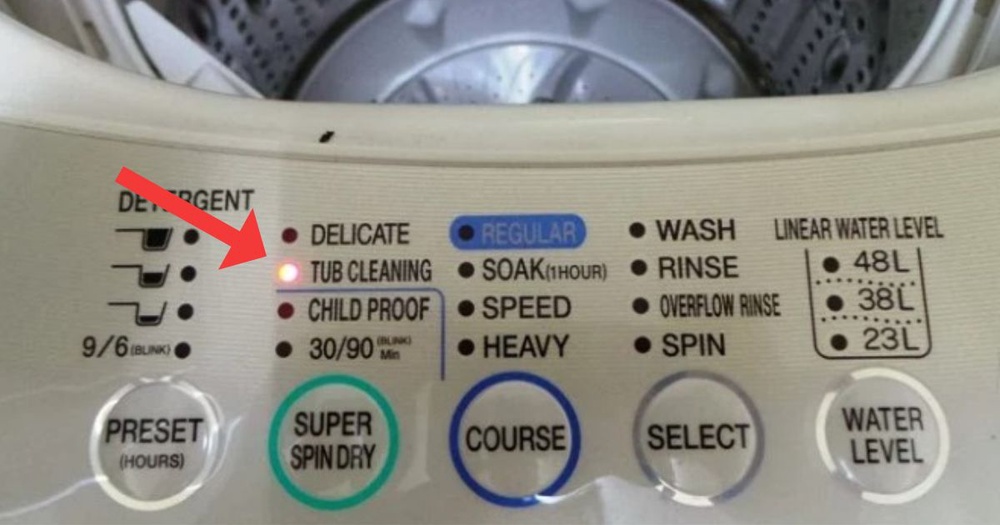 DETERGENT
DELICATE
REGULAR
WASH
LINEAR WATER LEVEL
TUB CLEANING
SOAK(1HOUR)
RINSE
48L
CHILD PROOF
SPEED
OVERFLOW RINSE
38L
9/6(BLINK)
30/90 (BLINK) Min
HEAVY
SPIN
23L
PRESET
(HOURS)
SUPER
SPIN DRY
COURSE
SELECT
WATER
LEVEL